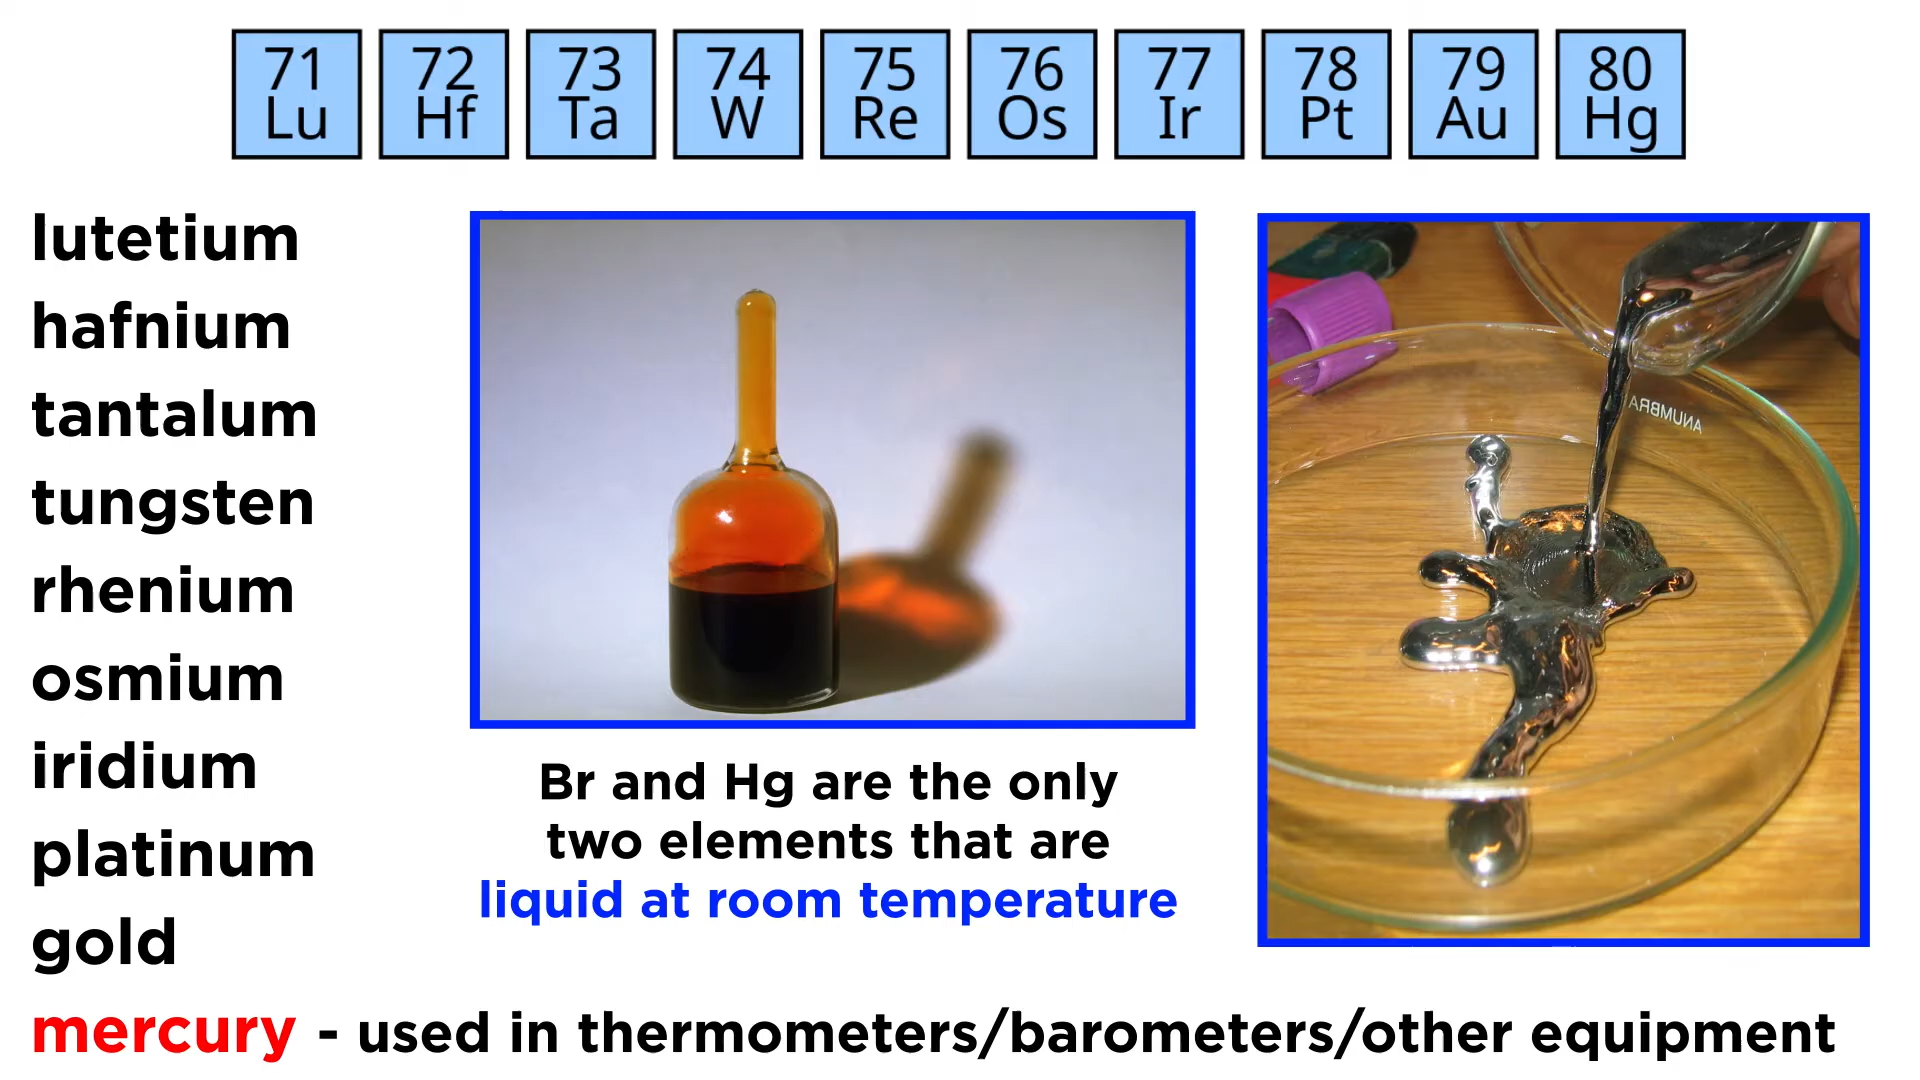 71 72 73 74 75 76 77 78 79 80
Lu Hf Ta W Re Os Ir Pt Au Hg
lutetium
hafnium
tantalum
tungsten
rhenium
osmium
iridium
platinum
gold
mercury - used in thermometers/barometers/other equipment
Br and Hg are the only
two elements that are
liquid at room temperature
ANUMBRA